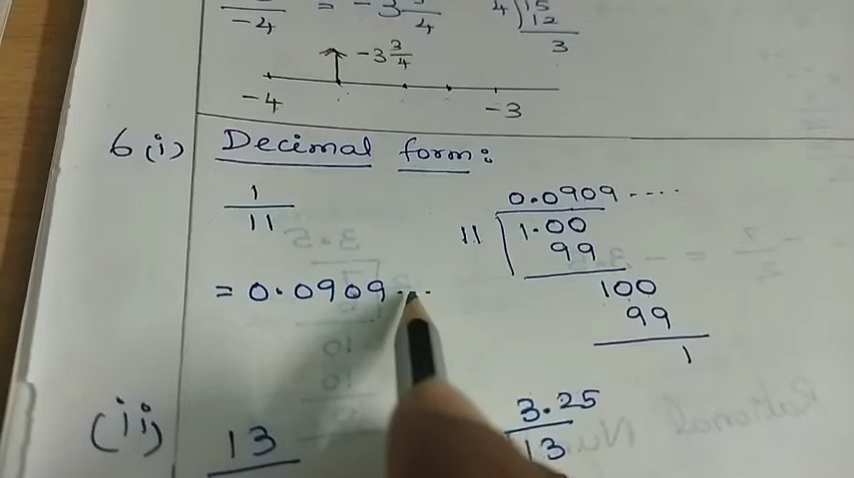 -4 = -3 /4 4)15
12
3
-3 3/4
-4 -3
6 (i) Decimal form:
1/11 0.0909....
11)1.00
99
= 0.0909... 100
99
1
(ii) 13 3.25
13